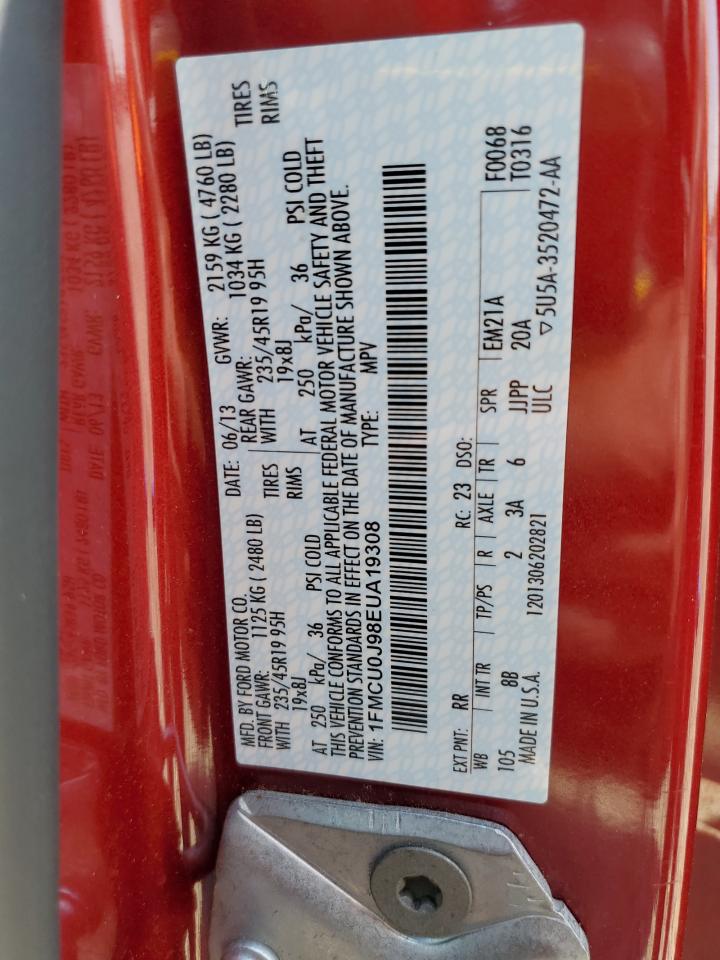 MFD. BY FORD MOTOR CO.
DATE: 06/13 GVWR: 2159 KG ( 4760 LB)
FRONT GAWR: 1125 KG ( 2480 LB) REAR GAWR: 1034 KG ( 2280 LB)
WITH 235/45R19 95H TIRES WITH 235/45R19 95H TIRES
19x8J RIMS 19x8J RIMS
AT 250 kPa/ 36 PSI COLD AT 250 kPa/ 36 PSI COLD
THIS VEHICLE CONFORMS TO ALL APPLICABLE FEDERAL MOTOR VEHICLE SAFETY AND THEFT
PREVENTION STANDARDS IN EFFECT ON THE DATE OF MANUFACTURE SHOWN ABOVE.
VIN: 1FMCU0J98EUA19308 TYPE: MPV
EXT PNT: RR RC: 23 DSO: F0068
WB INT TR TP/PS R AXLE TR SPR EM21A T0316
105 8B 2 3A 6 JJPP 20A
MADE IN U.S.A. 1201306202821 ULC ▽5U5A-3520472-AA